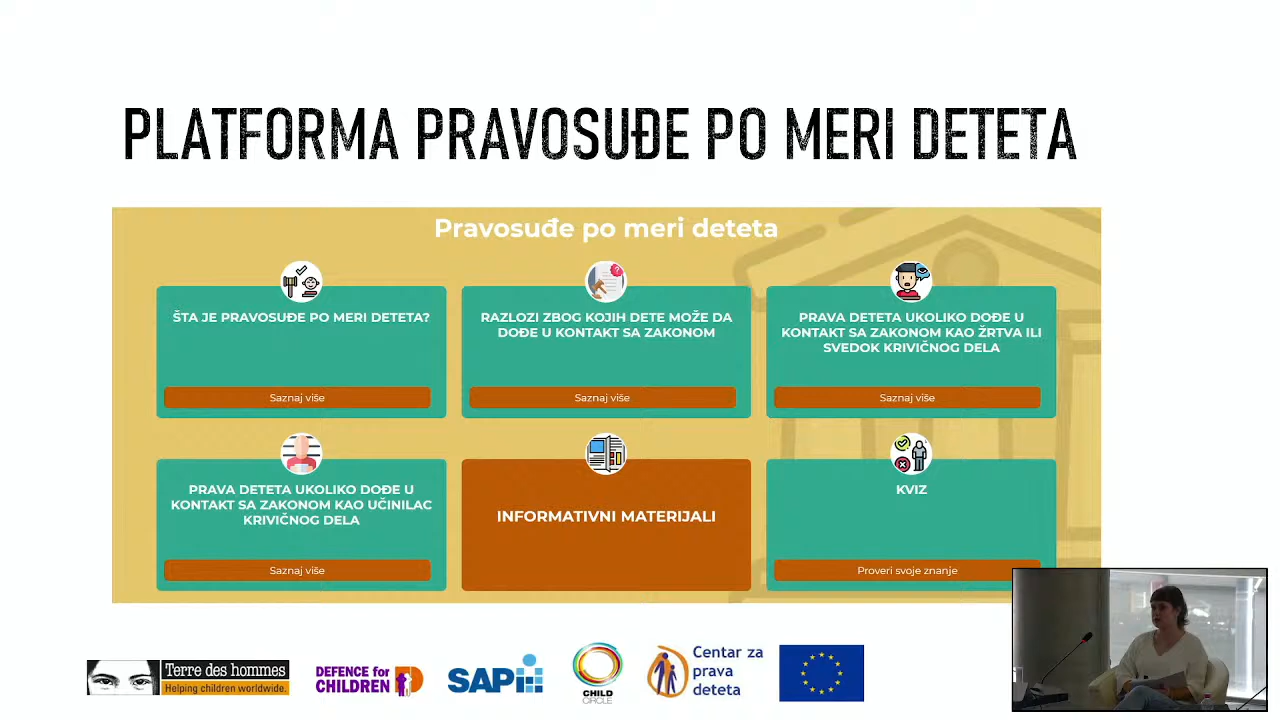 PLATFORMA PRAVOSUĐE PO MERI DETETA
Pravosuđe po meri deteta
ŠTA JE PRAVOSUĐE PO MERI DETETA?
Saznaj više
RAZLOZI ZBOG KOJIH DETE MOŽE DA
DOĐE U KONTAKT SA ZAKONOM
Saznaj više
PRAVA DETETA UKOLIKO DOĐE U
KONTAKT SA ZAKONOM KAO ŽRTVA ILI
SVEDOK KRIVIČNOG DELA
Saznaj više
PRAVA DETETA UKOLIKO DOĐE U
KONTAKT SA ZAKONOM KAO UČINILAC
KRIVIČNOG DELA
Saznaj više
INFORMATIVNI MATERIJALI
KVIZ
Proveri svoje znanje
Terre des hommes
Helping children worldwide.
DEFENCE for
CHILDREN
SAPI
CHILD
CIRCLE
Centar za
prava
deteta